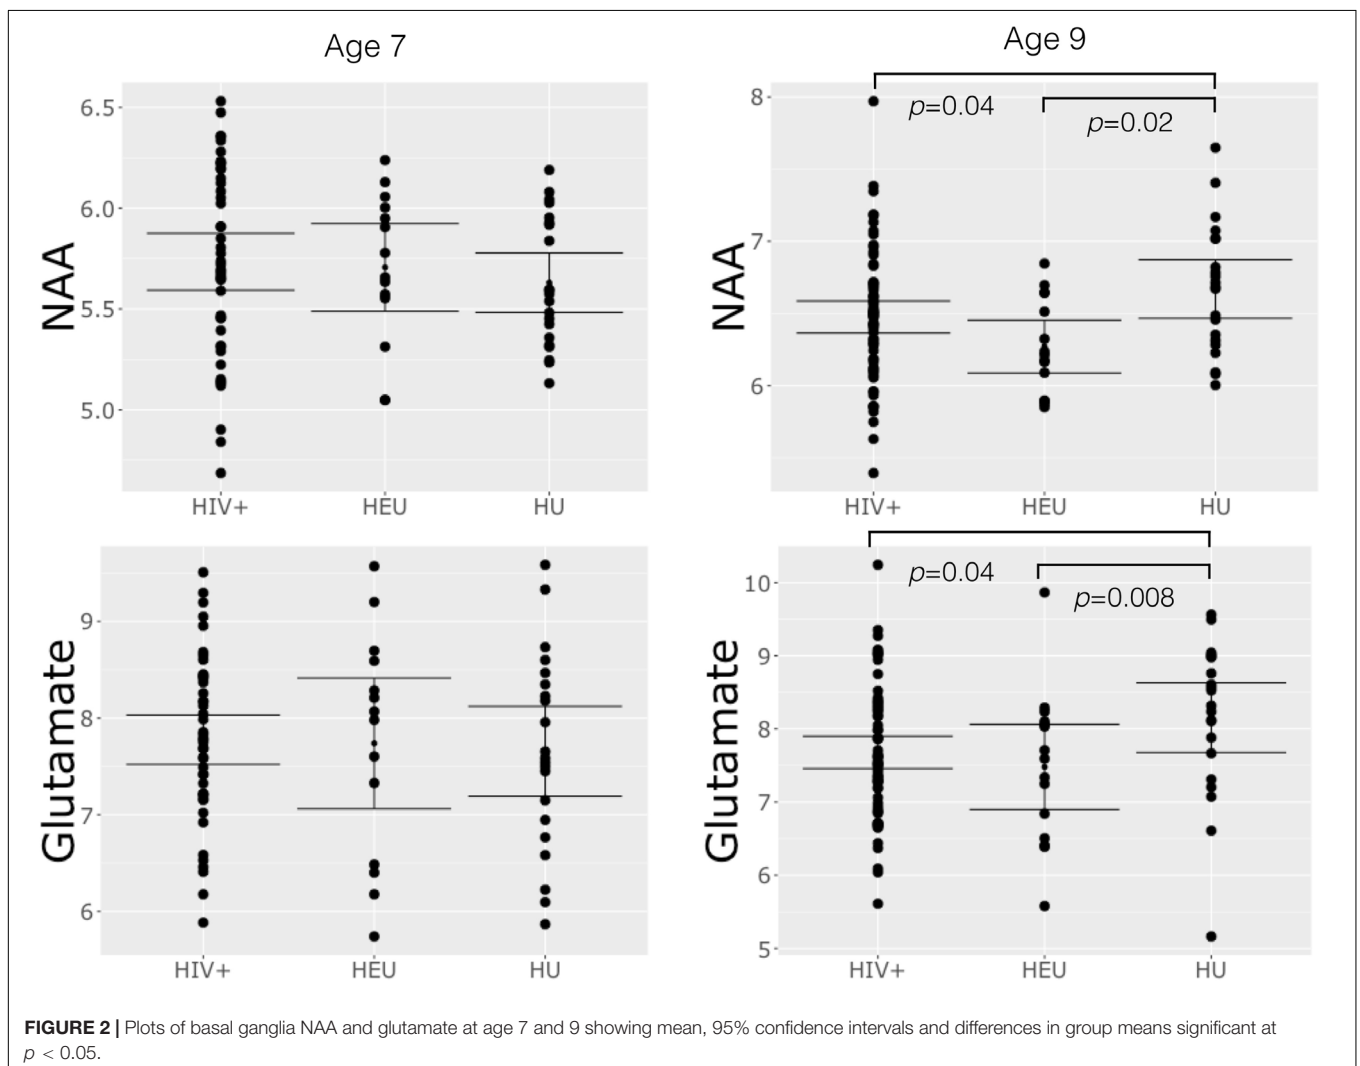 Age 7
Age 9
NAA
6.5
6.0
5.5
5.0
HIV+
HEU
HU
NAA
8
7
6
p=0.04
p=0.02
HIV+
HEU
HU
Glutamate
9
8
7
6
HIV+
HEU
HU
Glutamate
10
9
8
7
6
5
p=0.04
p=0.008
HIV+
HEU
HU
FIGURE 2 | Plots of basal ganglia NAA and glutamate at age 7 and 9 showing mean, 95% confidence intervals and differences in group means significant at
p < 0.05.